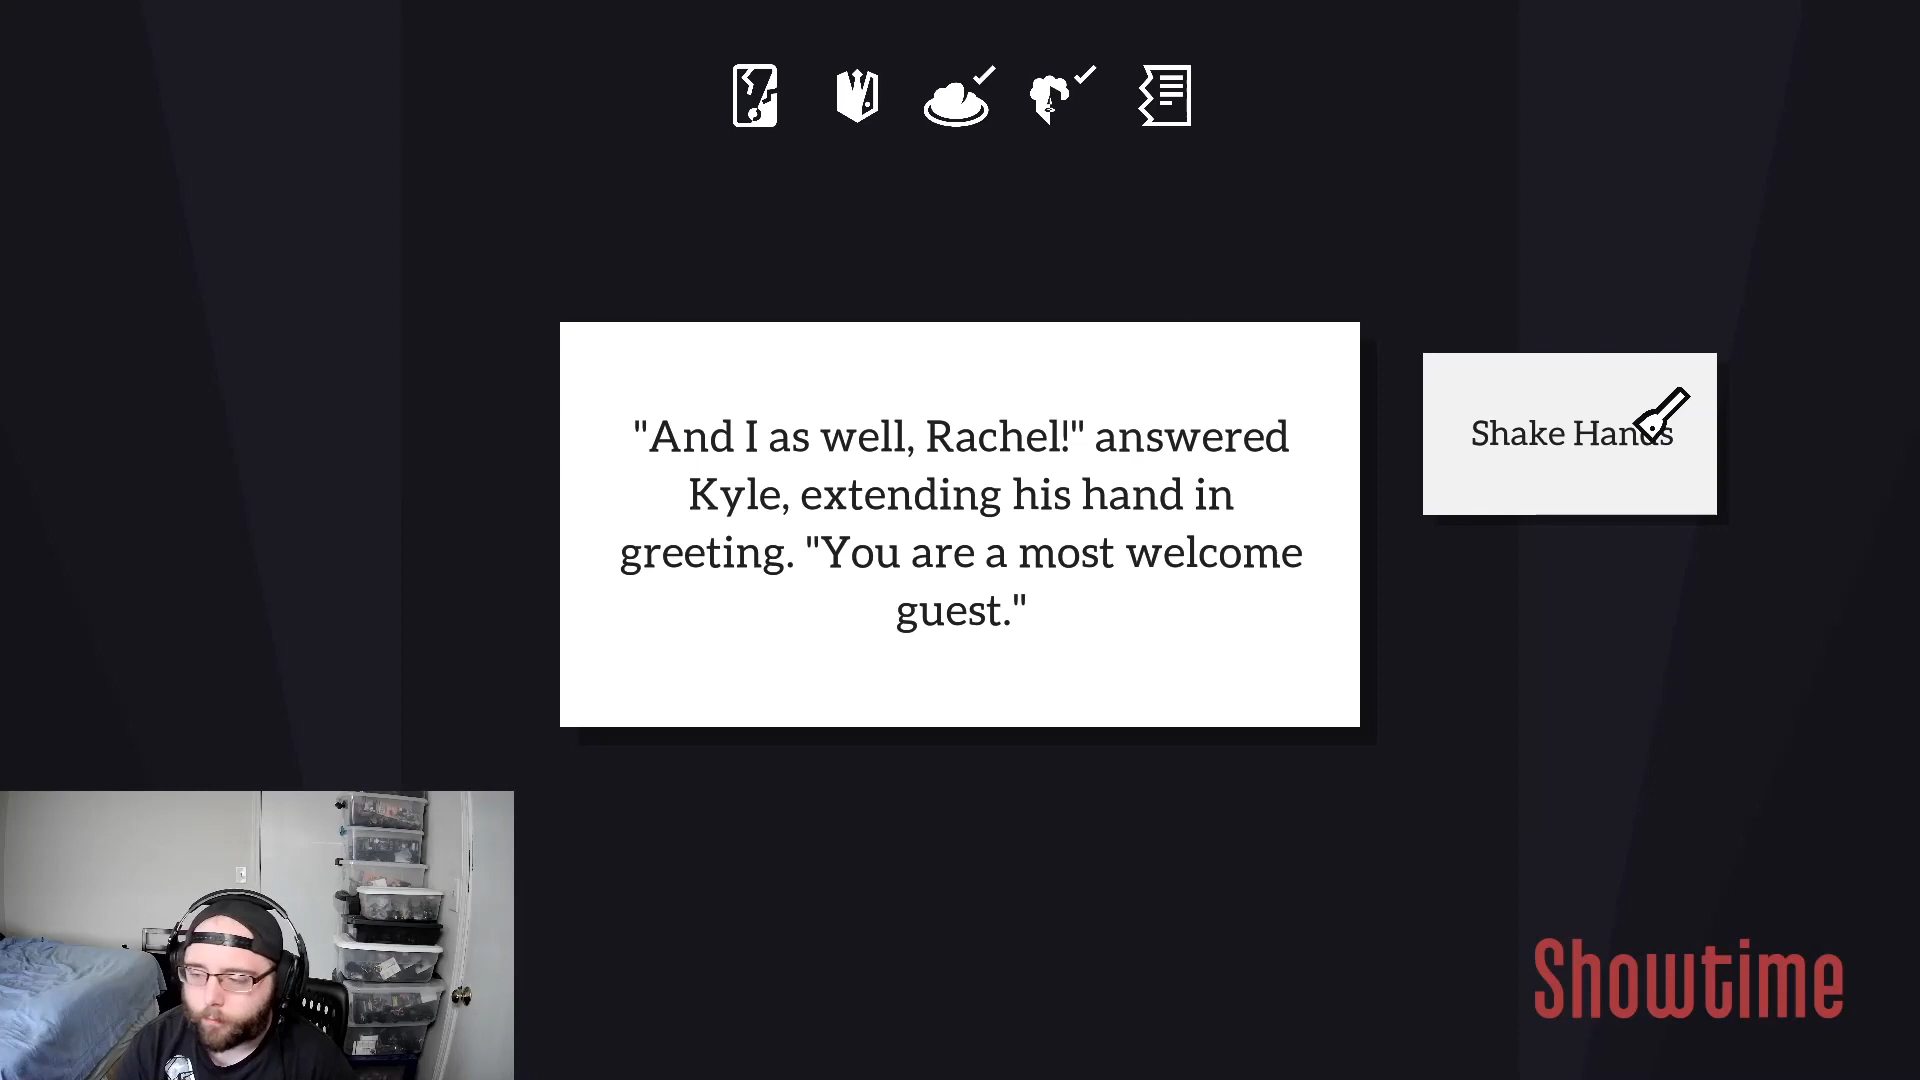 "And I as well, Rachel!" answered
Kyle, extending his hand in
greeting. "You are a most welcome
guest."
Shake Hands
Showtime